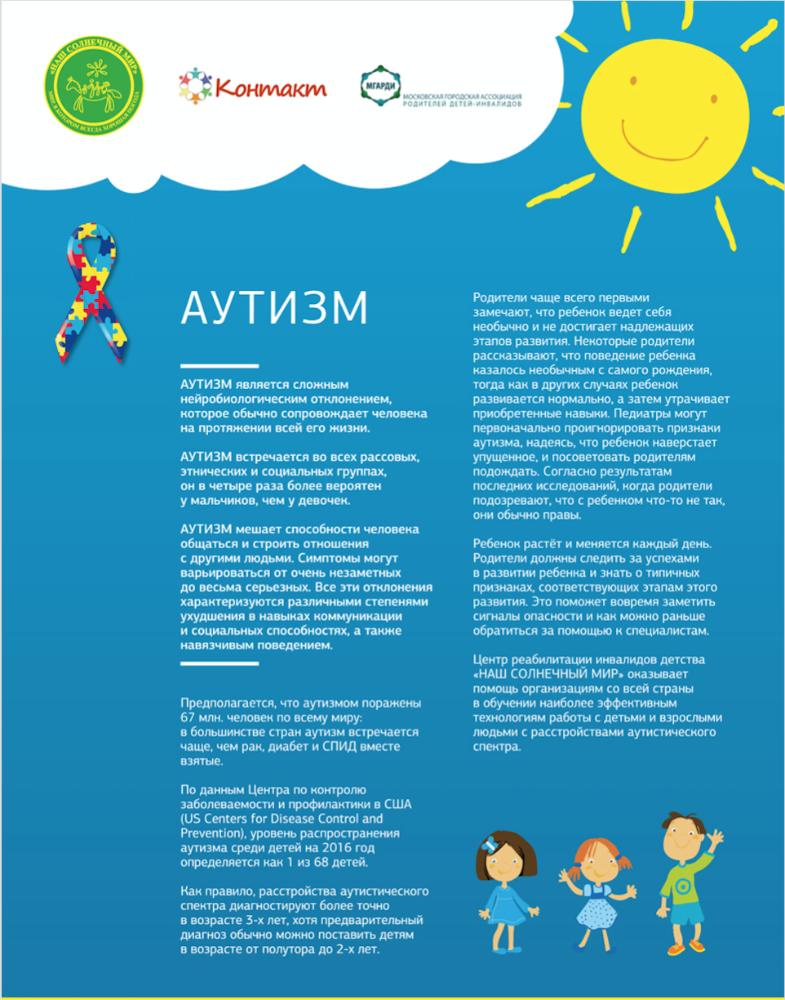 «НАШ СОЛНЕЧНЫЙ МИР»
МИР, В КОТОРОМ ВСЕГДА ХОРОШАЯ ПОГОДА
Контакт
МГАРДИ
МОСКОВСКАЯ ГОРОДСКАЯ АССОЦИАЦИЯ
РОДИТЕЛЕЙ ДЕТЕЙ-ИНВАЛИДОВ
АУТИЗМ
АУТИЗМ является сложным
нейробиологическим отклонением,
которое обычно сопровождает человека
на протяжении всей его жизни.
АУТИЗМ встречается во всех рассовых,
этнических и социальных группах,
он в четыре раза более вероятен
у мальчиков, чем у девочек.
АУТИЗМ мешает способности человека
общаться и строить отношения
с другими людьми. Симптомы могут
варьироваться от очень незаметных
до весьма серьезных. Все эти отклонения
характеризуются различными степенями
ухудшения в навыках коммуникации
и социальных способностях, а также
навязчивым поведением.
Предполагается, что аутизмом поражены
67 млн. человек по всему миру:
в большинстве стран аутизм встречается
чаще, чем рак, диабет и СПИД вместе
взятые.
По данным Центра по контролю
заболеваемости и профилактики в США
(US Centers for Disease Control and
Prevention), уровень распространения
аутизма среди детей на 2016 год
определяется как 1 из 68 детей.
Как правило, расстройства аутистического
спектра диагностируют более точно
в возрасте 3-х лет, хотя предварительный
диагноз обычно можно поставить детям
в возрасте от полутора до 2-х лет.
Родители чаще всего первыми
замечают, что ребенок ведет себя
необычно и не достигает надлежащих
этапов развития. Некоторые родители
рассказывают, что поведение ребенка
казалось необычным с самого рождения,
тогда как в других случаях ребенок
развивается нормально, а затем утрачивает
приобретенные навыки. Педиатры могут
первоначально проигнорировать признаки
аутизма, надеясь, что ребенок наверстает
упущенное, и посоветовать родителям
подождать. Согласно результатам
последних исследований, когда родители
подозревают, что с ребенком что-то не так,
они обычно правы.
Ребенок растёт и меняется каждый день.
Родители должны следить за успехами
в развитии ребенка и знать о типичных
признаках, соответствующих этапам этого
развития. Это поможет вовремя заметить
сигналы опасности и как можно раньше
обратиться за помощью к специалистам.
Центр реабилитации инвалидов детства
«НАШ СОЛНЕЧНЫЙ МИР» оказывает
помощь организациям со всей страны
в обучении наиболее эффективным
технологиям работы с детьми и взрослыми
людьми с расстройствами аутистического
спектра.